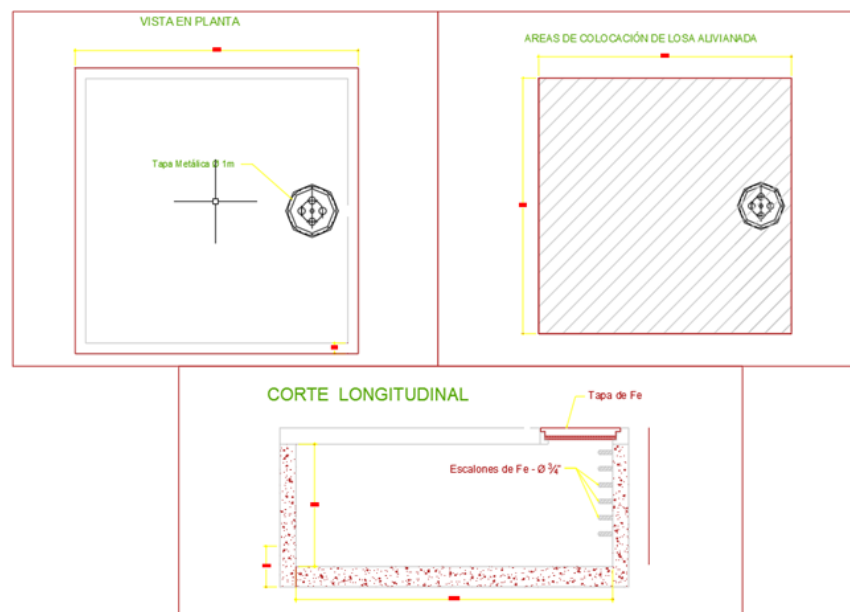 VISTA EN PLANTA
Tapa Metálica Ø 1m
AREAS DE COLOCACIÓN DE LOSA ALIVIANADA
CORTE LONGITUDINAL
Tapa de Fe
Escalones de Fe - Ø ¾"